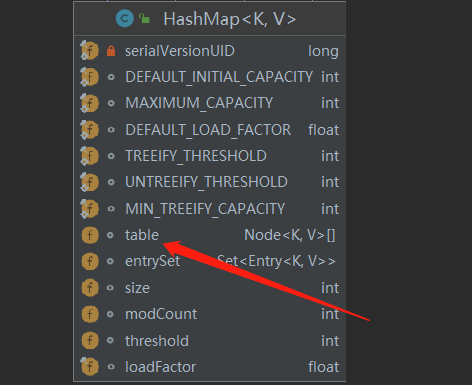 HashMap<K, V>
serialVersionUID long
DEFAULT_INITIAL_CAPACITY int
MAXIMUM_CAPACITY int
DEFAULT_LOAD_FACTOR float
TREEIFY_THRESHOLD int
UNTREEIFY_THRESHOLD int
MIN_TREEIFY_CAPACITY int
table Node<K, V>[]
entrySet Set<Entry<K, V>>
size int
modCount int
threshold int
loadFactor float